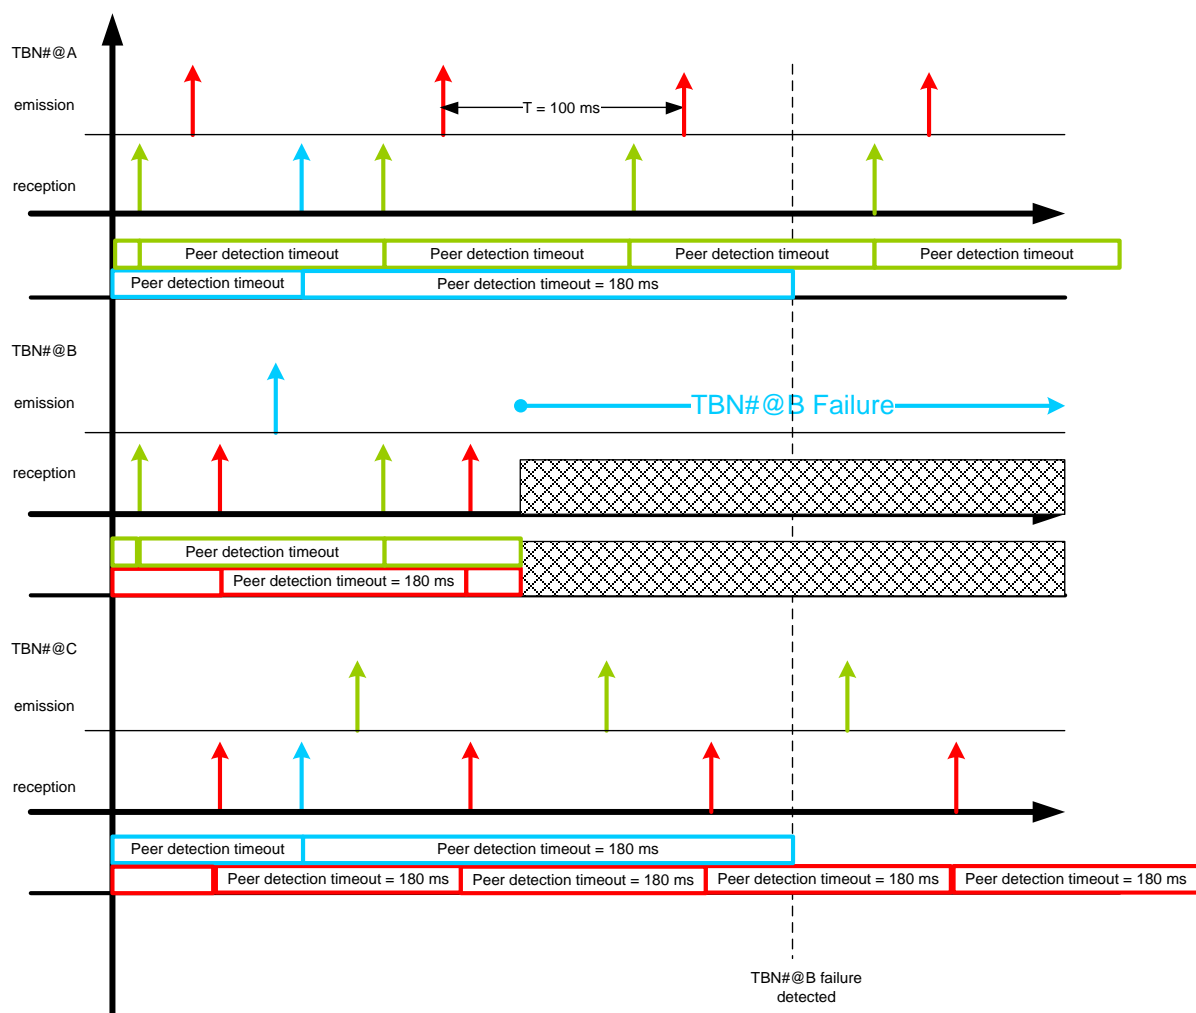 TBN#@A
emission
T = 100 ms
reception
Peer detection timeout
Peer detection timeout
Peer detection timeout
Peer detection timeout
Peer detection timeout
Peer detection timeout = 180 ms
TBN#@B
emission
TBN#@B Failure
reception
Peer detection timeout
Peer detection timeout = 180 ms
TBN#@C
emission
reception
Peer detection timeout
Peer detection timeout = 180 ms
Peer detection timeout = 180 ms
Peer detection timeout = 180 ms
Peer detection timeout = 180 ms
Peer detection timeout = 180 ms
TBN#@B failure
detected